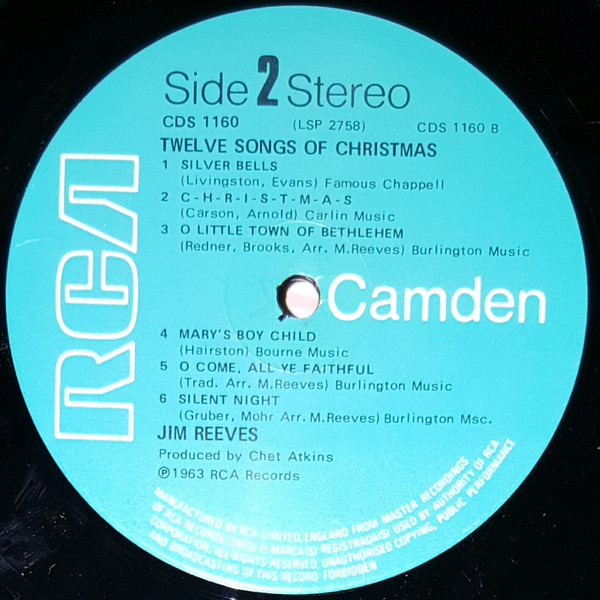 Side 2 Stereo
CDS 1160 (LSP 2758) CDS 1160 B
TWELVE SONGS OF CHRISTMAS
1 SILVER BELLS
(Livingston, Evans) Famous Chappell
2 C-H-R-I-S-T-M-A-S
(Carson, Arnold) Carlin Music
3 O LITTLE TOWN OF BETHLEHEM
(Redner, Brooks, Arr. M.Reeves) Burlington Music
RCA
Camden
4 MARY'S BOY CHILD
(Hairston) Bourne Music
5 O COME, ALL YE FAITHFUL
(Trad. Arr. M.Reeves) Burlington Music
6 SILENT NIGHT
(Gruber, Mohr Arr. M.Reeves) Burlington Msc.
JIM REEVES
Produced by Chet Atkins
℗1963 RCA Records
MANUFACTURED BY RCA LIMITED, ENGLAND FROM MASTER RECORDINGS
OF RCA RECORDS. TM(S) ® MARCA(S) REGISTRADA(S) USED BY AUTHORITY OF RCA
CORPORATION. ALL RIGHTS RESERVED. UNAUTHORISED COPYING, PUBLIC PERFORMANCE
AND BROADCASTING OF THIS RECORD FORBIDDEN